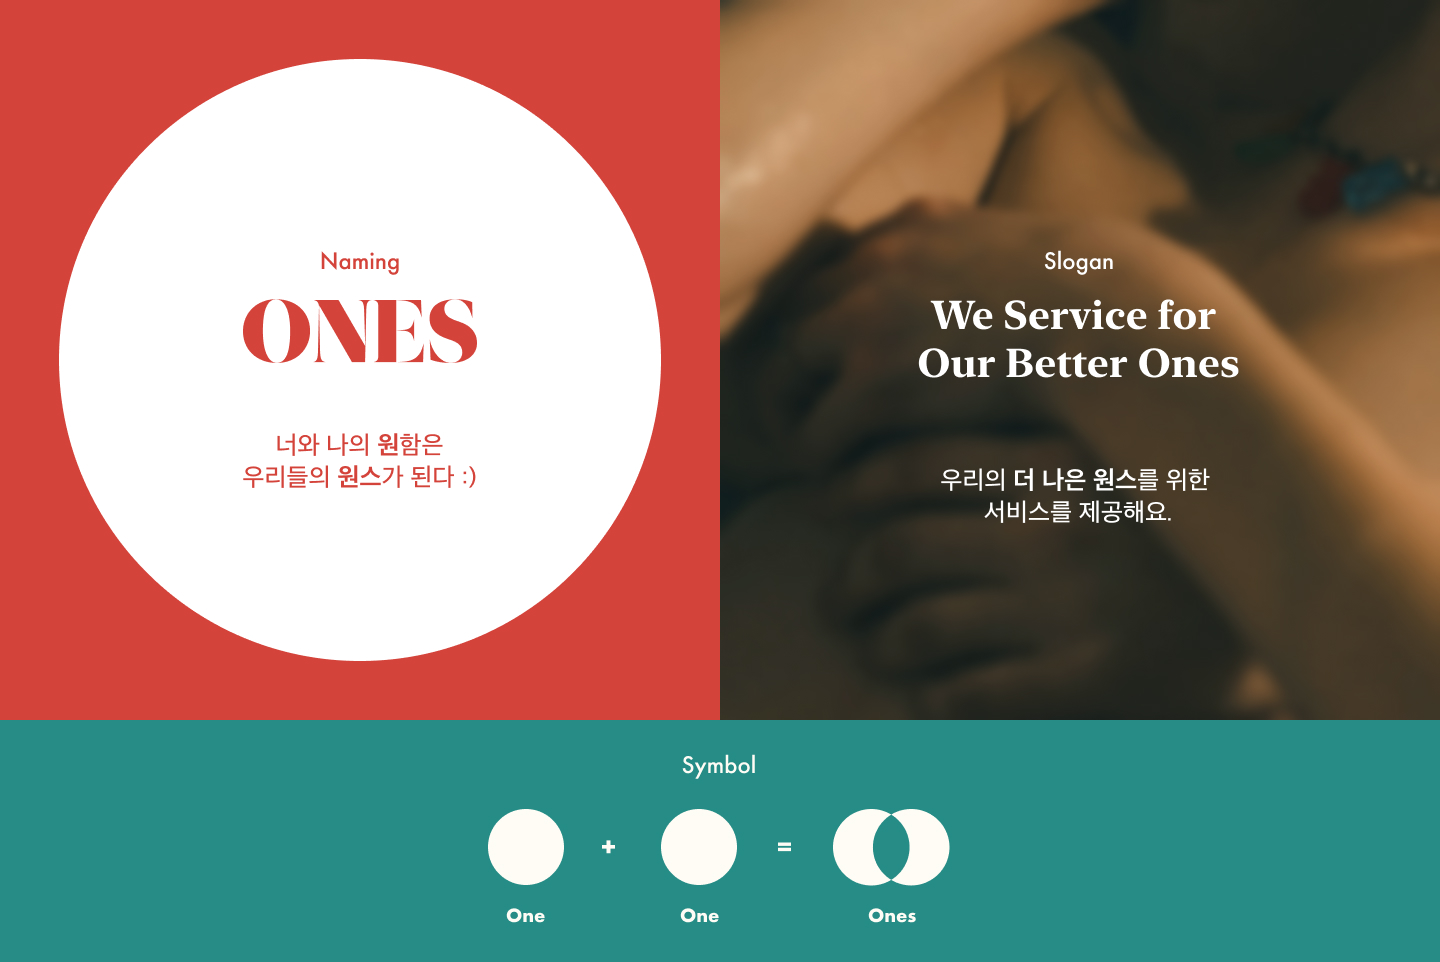 Naming
ONES
너와 나의 원함은
우리들의 원스가 된다 :)
Slogan
We Service for
Our Better Ones
우리의 더 나은 원스를 위한
서비스를 제공해요.
Symbol
+ =
One One Ones